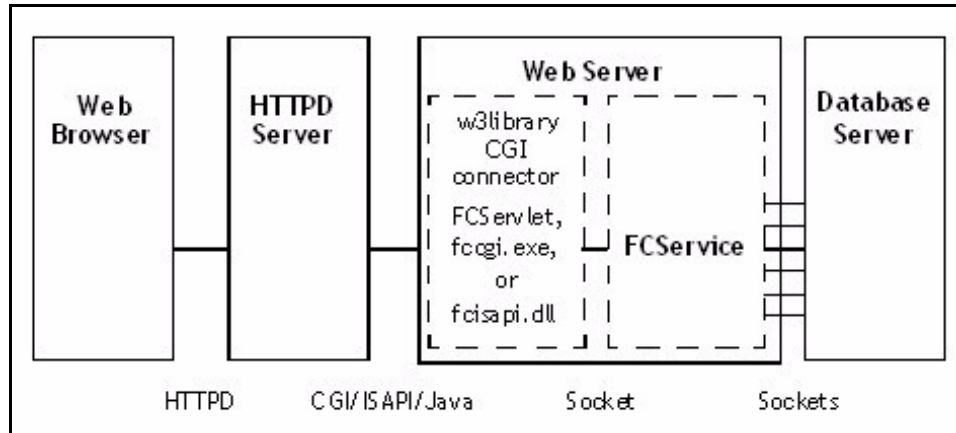 Web
Browser
HTTPD
Server
Web Server
w3library
CGI
connector
FCServlet,
fccgi.exe,
or
fcisapi.dll
FCService
Database
Server
HTTPD
CGI/ISAPI/Java
Socket
Sockets